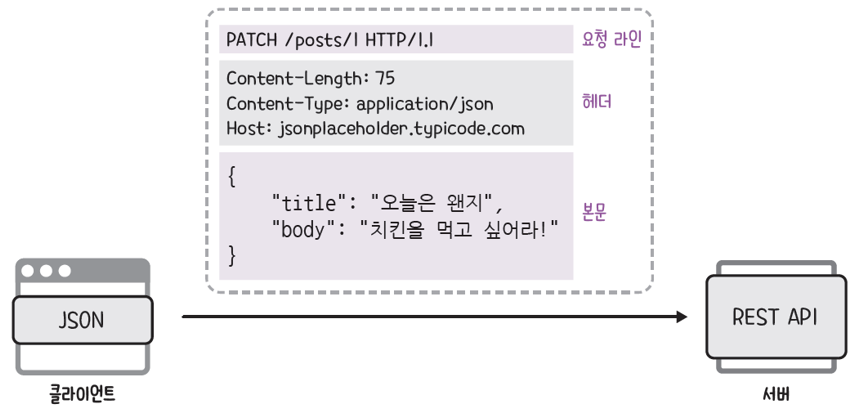 PATCH /posts/1 HTTP/1.1
요청 라인
Content-Length: 75
Content-Type: application/json
Host: jsonplaceholder.typicode.com
헤더
{
    "title": "오늘은 왠지",
    "body": "치킨을 먹고 싶어라!"
}
본문
JSON
클라이언트
REST API
서버